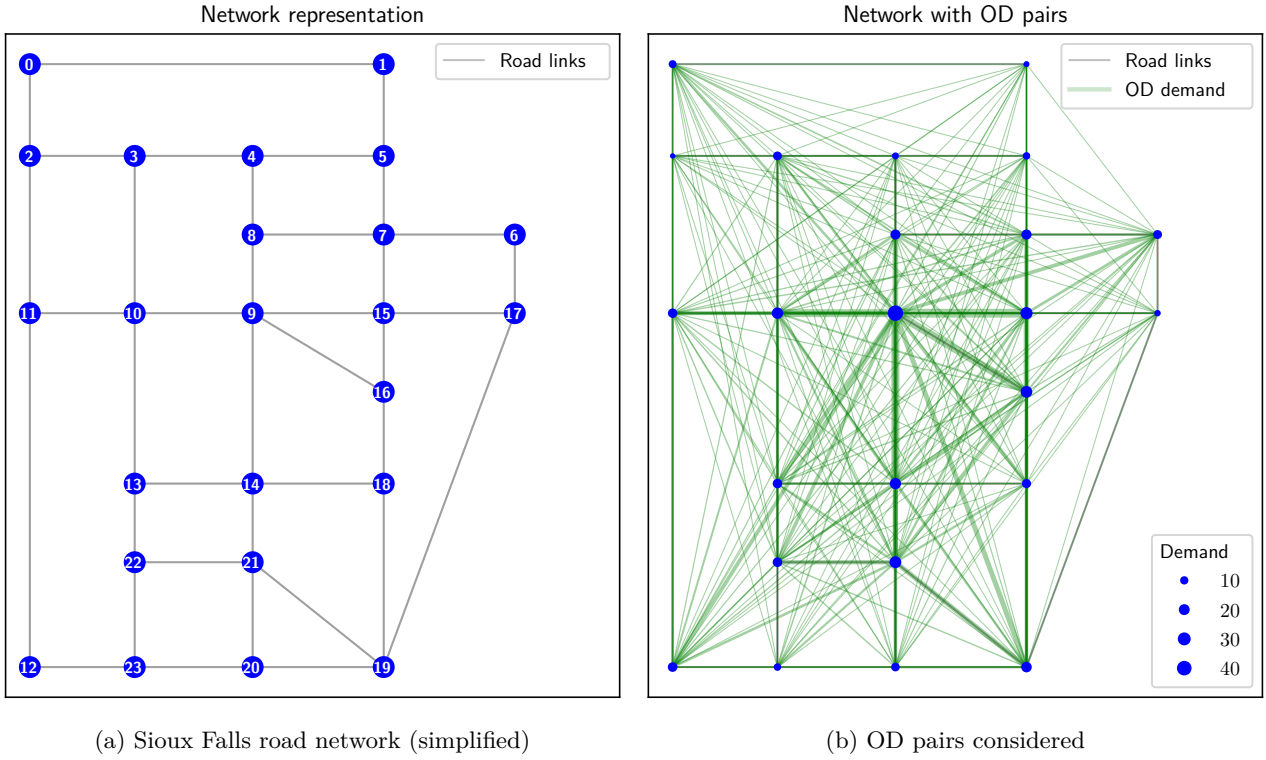 Network representation
Road links
0 1
2 3 4 5
8 7 6
11 10 9 15 17
16
13 14 18
22 21
12 23 20 19
(a) Sioux Falls road network (simplified)
Network with OD pairs
Road links
OD demand
Demand
10
20
30
40
(b) OD pairs considered